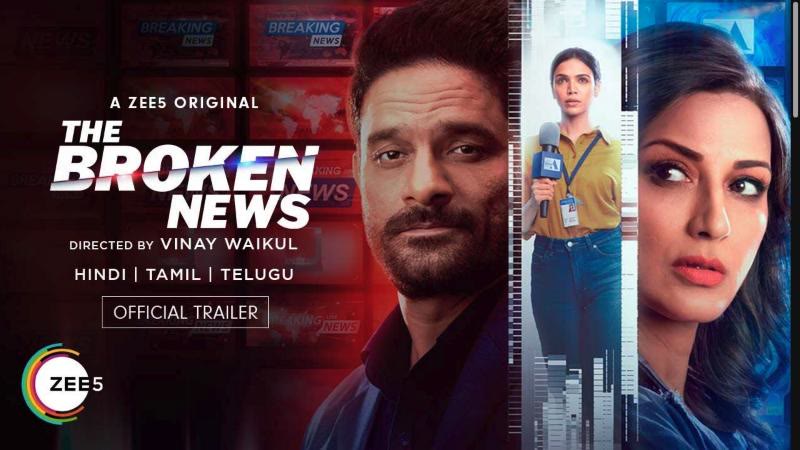 A ZEE5 ORIGINAL
THE
BROKEN
NEWS
DIRECTED BY VINAY WAIKUL
HINDI | TAMIL | TELUGU
OFFICIAL TRAILER
ZEE5
BREAKING
NEWS
BREAKING
NEWS
NEWS